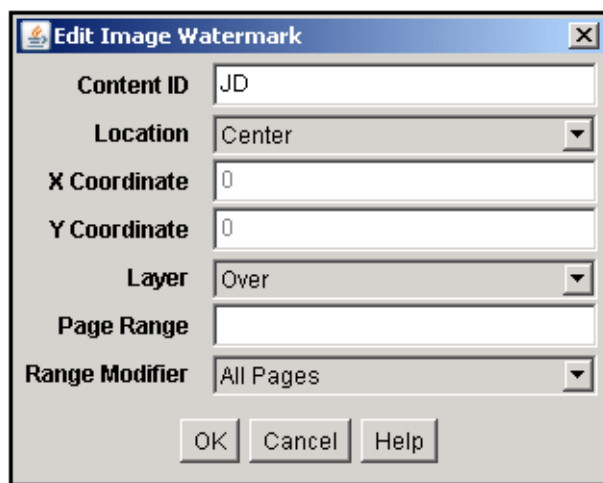 Edit Image Watermark
Content ID JD
Location Center
X Coordinate 0
Y Coordinate 0
Layer Over
Page Range
Range Modifier All Pages
OK Cancel Help